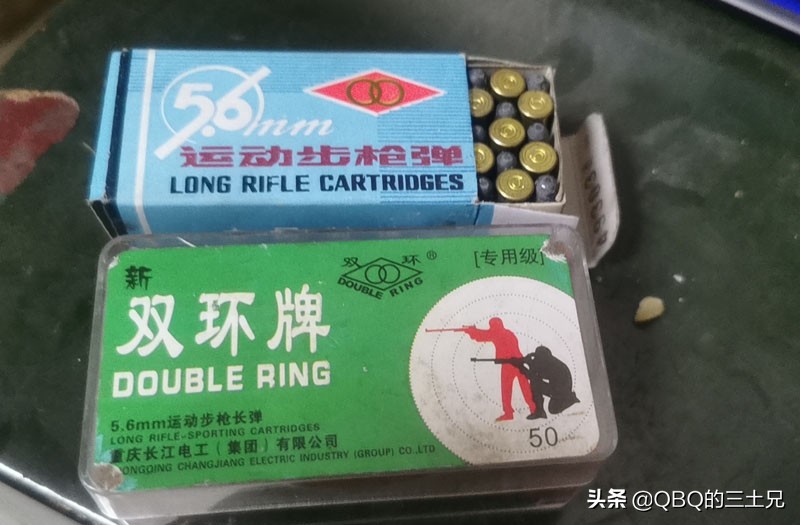 5.6mm
运动步枪弹
LONG RIFLE CARTRIDGES
新
双环牌
DOUBLE RING
双环®
DOUBLE RING
[专用级]
5.6mm运动步枪长弹
LONG RIFLE-SPORTING CARTRIDGES
重庆长江电工(集团)有限公司
CHONGQING CHANGJIANG ELECTRIC INDUSTRY (GROUP) CO.,LTD
50
头条 @QBQ的三土兄